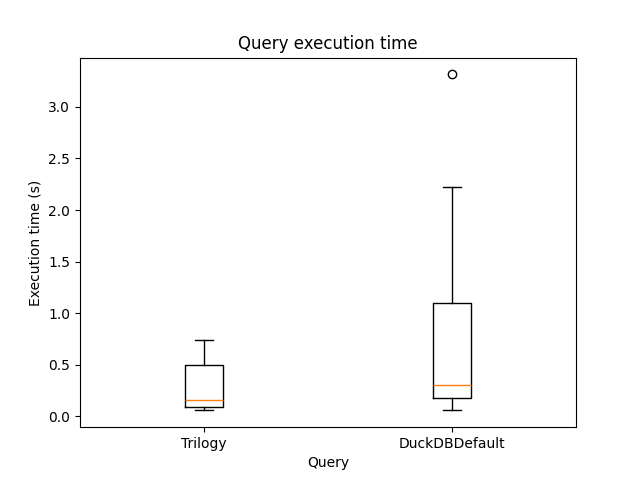 Query execution time
Execution time (s)
3.0
2.5
2.0
1.5
1.0
0.5
0.0
Trilogy
DuckDBDefault
Query